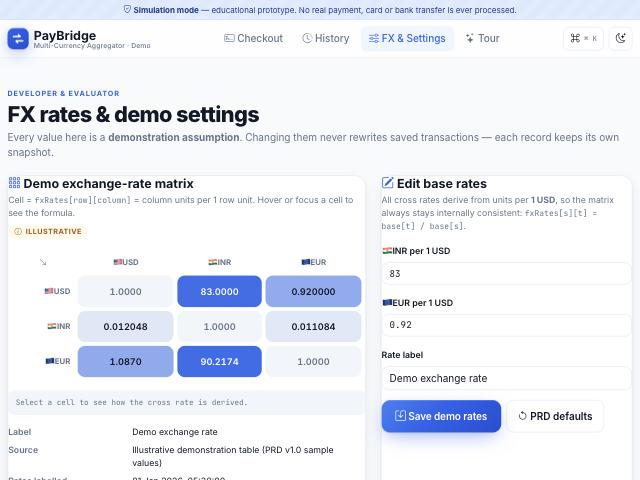 Simulation mode — educational prototype. No real payment, card or bank transfer is ever processed.
PayBridge
Multi-Currency Aggregator · Demo
Checkout
History
FX & Settings
Tour
⌘ K
DEVELOPER & EVALUATOR
FX rates & demo settings
Every value here is a demonstration assumption. Changing them never rewrites saved transactions — each record keeps its own
snapshot.
Demo exchange-rate matrix
Cell = fxRates[row][column] = column units per 1 row unit. Hover or focus a cell to
see the formula.
ILLUSTRATIVE
↘ USD INR EUR
USD 1.0000 83.0000 0.920000
INR 0.012048 1.0000 0.011084
EUR 1.0870 90.2174 1.0000
Select a cell to see how the cross rate is derived.
Label Demo exchange rate
Source Illustrative demonstration table (PRD v1.0 sample
values)
Edit base rates
All cross rates derive from units per 1 USD, so the matrix
always stays internally consistent: fxRates[s][t] =
base[t] / base[s].
INR per 1 USD
83
EUR per 1 USD
0.92
Rate label
Demo exchange rate
Save demo rates
PRD defaults